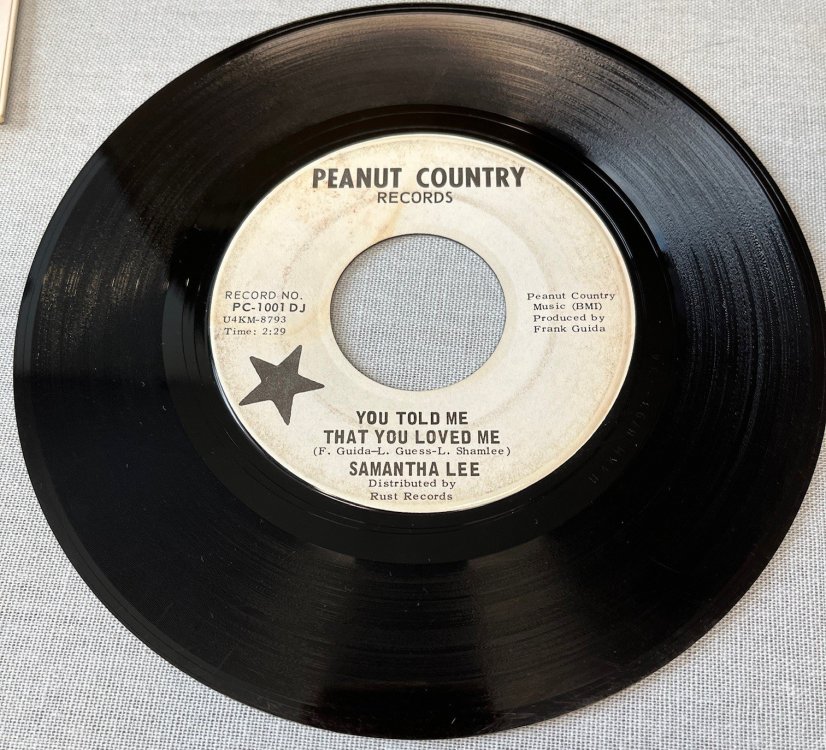 PEANUT COUNTRY
RECORDS
RECORD NO.
PC-1001 DJ
U4KM-8793
Time: 2:29
Peanut Country
Music (BMI)
Produced by
Frank Guida
YOU TOLD ME
THAT YOU LOVED ME
(F. Guida-L. Guess-L. Shamlee)
SAMANTHA LEE
Distributed by
Rust Records